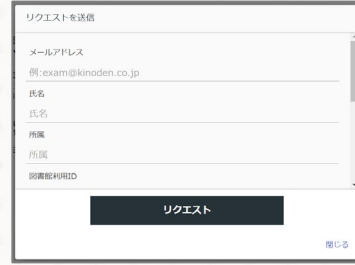 リクエストを送信
メールアドレス
例:exam@kinoden.co.jp
氏名
氏名
所属
所属
図書館利用ID
リクエスト
閉じる